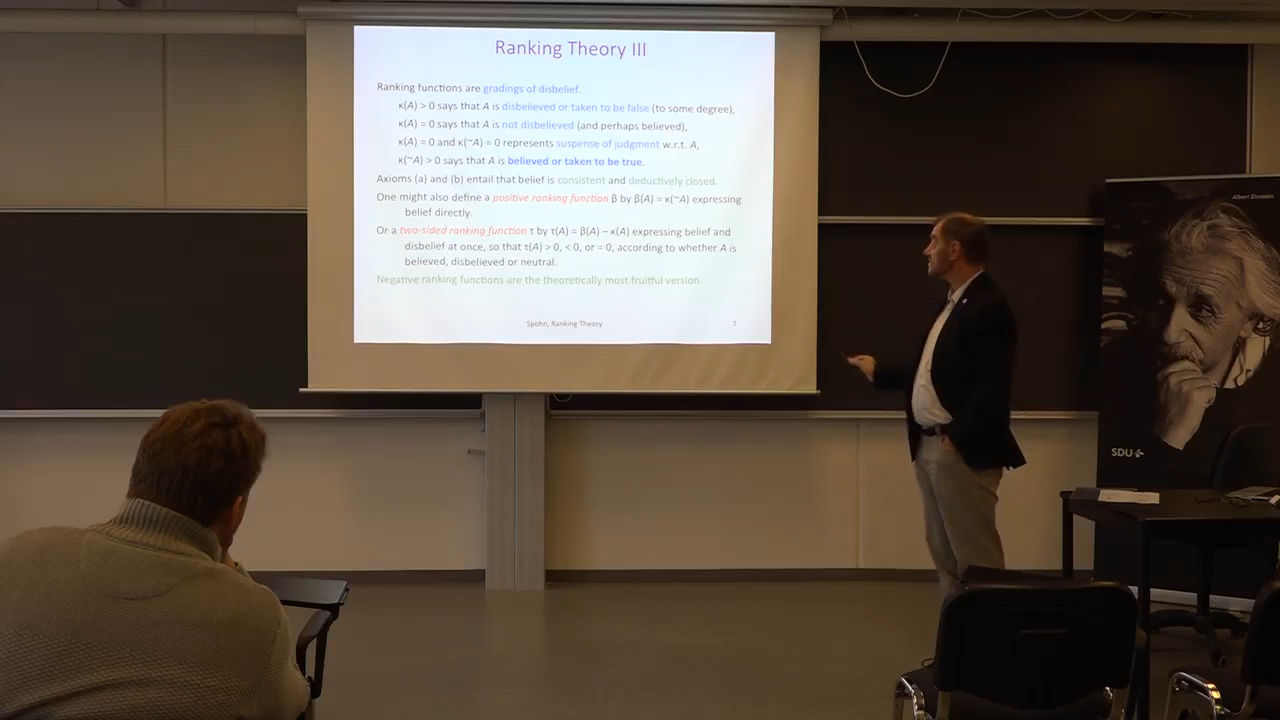 Ranking Theory III
Ranking functions are gradings of disbelief.
κ(A) > 0 says that A is disbelieved or taken to be false (to some degree),
κ(A) = 0 says that A is not disbelieved (and perhaps believed),
κ(A) = 0 and κ(~A) = 0 represents suspense of judgment w.r.t. A,
κ(~A) > 0 says that A is believed or taken to be true.
Axioms (a) and (b) entail that belief is consistent and deductively closed.
One might also define a positive ranking function β by β(A) = κ(~A) expressing
belief directly.
Or a two-sided ranking function τ by τ(A) = β(A) – κ(A) expressing belief and
disbelief at once, so that τ(A) > 0, < 0, or = 0, according to whether A is
believed, disbelieved or neutral.
Negative ranking functions are the theoretically most fruitful version.
Spohn, Ranking Theory
7
Albert Einstein
SDU